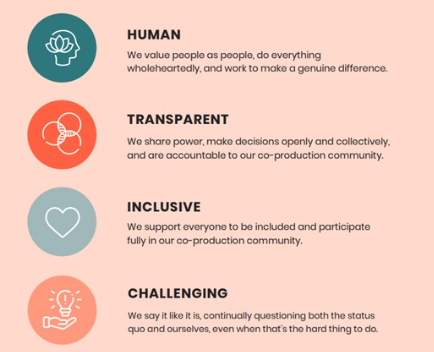 HUMAN
We value people as people, do everything
wholeheartedly, and work to make a genuine difference.
TRANSPARENT
We share power, make decisions openly and collectively,
and are accountable to our co-production community.
INCLUSIVE
We support everyone to be included and participate
fully in our co-production community.
CHALLENGING
We say it like it is, continually questioning both the status
quo and ourselves, even when that's the hard thing to do.